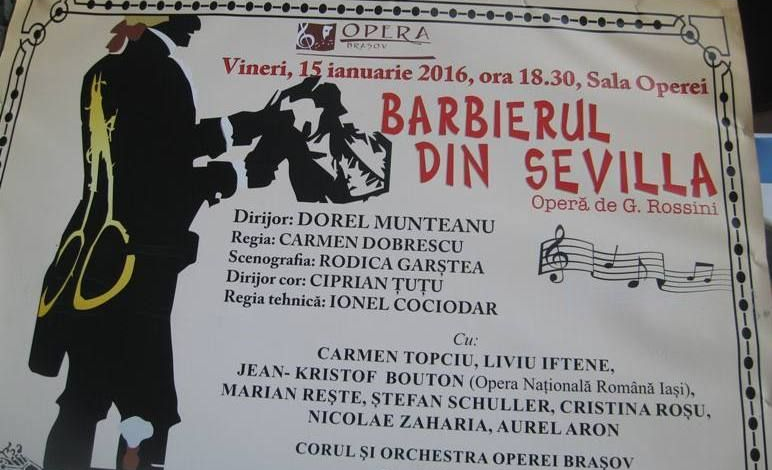 OPERA
BRAȘOV
Vineri, 15 ianuarie 2016, ora 18.30, Sala Operei
BARBIERUL
DIN SEVILLA
Operă de G. Rossini
Dirijor: DOREL MUNTEANU
Regia: CARMEN DOBRESCU
Scenografia: RODICA GARȘTEA
Dirijor cor: CIPRIAN ȚUȚU
Regia tehnică: IONEL COCIODAR
Cu:
CARMEN TOPCIU, LIVIU IFTENE,
JEAN- KRISTOF BOUTON (Opera Națională Română Iași),
MARIAN REȘTE, ȘTEFAN SCHULLER, CRISTINA ROȘU,
NICOLAE ZAHARIA, AUREL ARON
CORUL ȘI ORCHESTRA OPEREI BRAȘOV